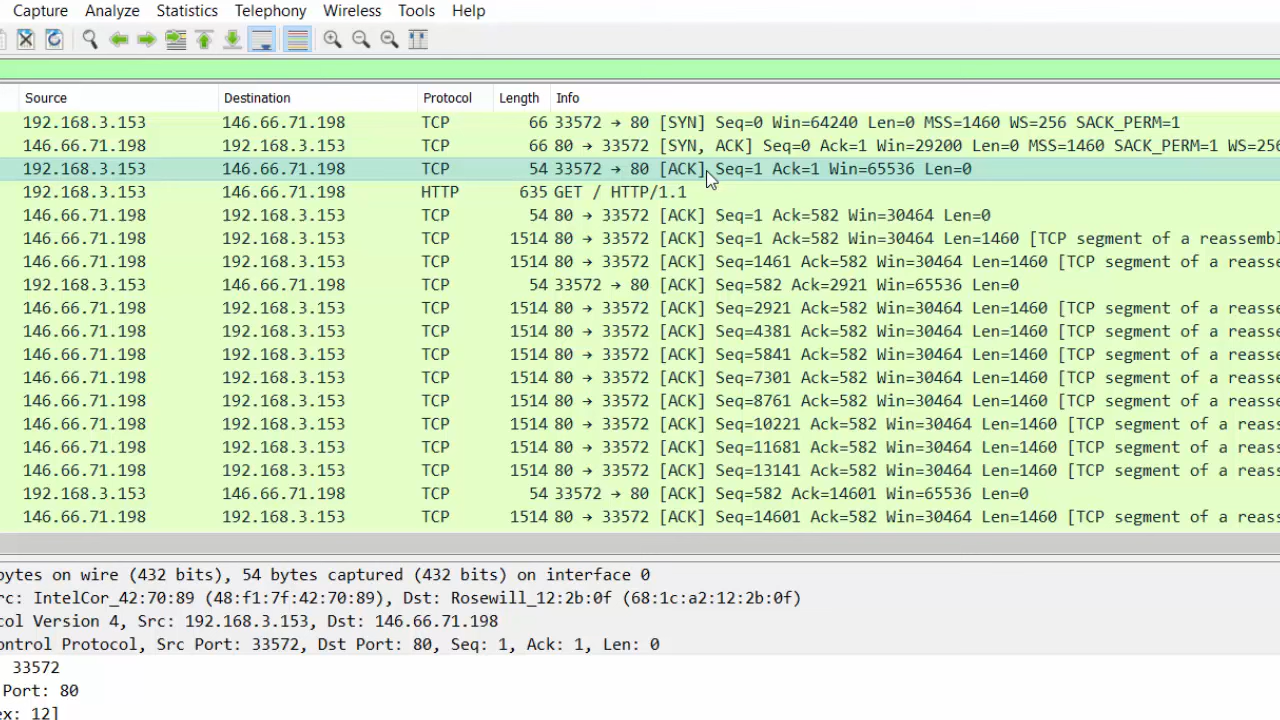 Capture Analyze Statistics Telephony Wireless Tools Help
Source Destination Protocol Length Info
192.168.3.153 146.66.71.198 TCP 66 33572 → 80 [SYN] Seq=0 Win=64240 Len=0 MSS=1460 WS=256 SACK_PERM=1
146.66.71.198 192.168.3.153 TCP 66 80 → 33572 [SYN, ACK] Seq=0 Ack=1 Win=29200 Len=0 MSS=1460 SACK_PERM=1 WS=256
192.168.3.153 146.66.71.198 TCP 54 33572 → 80 [ACK] Seq=1 Ack=1 Win=65536 Len=0
192.168.3.153 146.66.71.198 HTTP 635 GET / HTTP/1.1
146.66.71.198 192.168.3.153 TCP 54 80 → 33572 [ACK] Seq=1 Ack=582 Win=30464 Len=0
146.66.71.198 192.168.3.153 TCP 1514 80 → 33572 [ACK] Seq=1 Ack=582 Win=30464 Len=1460 [TCP segment of a reassembl
146.66.71.198 192.168.3.153 TCP 1514 80 → 33572 [ACK] Seq=1461 Ack=582 Win=30464 Len=1460 [TCP segment of a reasse
192.168.3.153 146.66.71.198 TCP 54 33572 → 80 [ACK] Seq=582 Ack=2921 Win=65536 Len=0
146.66.71.198 192.168.3.153 TCP 1514 80 → 33572 [ACK] Seq=2921 Ack=582 Win=30464 Len=1460 [TCP segment of a reasse
146.66.71.198 192.168.3.153 TCP 1514 80 → 33572 [ACK] Seq=4381 Ack=582 Win=30464 Len=1460 [TCP segment of a reasse
146.66.71.198 192.168.3.153 TCP 1514 80 → 33572 [ACK] Seq=5841 Ack=582 Win=30464 Len=1460 [TCP segment of a reasse
146.66.71.198 192.168.3.153 TCP 1514 80 → 33572 [ACK] Seq=7301 Ack=582 Win=30464 Len=1460 [TCP segment of a reasse
146.66.71.198 192.168.3.153 TCP 1514 80 → 33572 [ACK] Seq=8761 Ack=582 Win=30464 Len=1460 [TCP segment of a reasse
146.66.71.198 192.168.3.153 TCP 1514 80 → 33572 [ACK] Seq=10221 Ack=582 Win=30464 Len=1460 [TCP segment of a reass
146.66.71.198 192.168.3.153 TCP 1514 80 → 33572 [ACK] Seq=11681 Ack=582 Win=30464 Len=1460 [TCP segment of a reass
146.66.71.198 192.168.3.153 TCP 1514 80 → 33572 [ACK] Seq=13141 Ack=582 Win=30464 Len=1460 [TCP segment of a reass
192.168.3.153 146.66.71.198 TCP 54 33572 → 80 [ACK] Seq=582 Ack=14601 Win=65536 Len=0
146.66.71.198 192.168.3.153 TCP 1514 80 → 33572 [ACK] Seq=14601 Ack=582 Win=30464 Len=1460 [TCP segment of a reass
bytes on wire (432 bits), 54 bytes captured (432 bits) on interface 0
rc: IntelCor_42:70:89 (48:f1:7f:42:70:89), Dst: Rosewill_12:2b:0f (68:1c:a2:12:2b:0f)
col Version 4, Src: 192.168.3.153, Dst: 146.66.71.198
ontrol Protocol, Src Port: 33572, Dst Port: 80, Seq: 1, Ack: 1, Len: 0
33572
Port: 80
ex: 12]